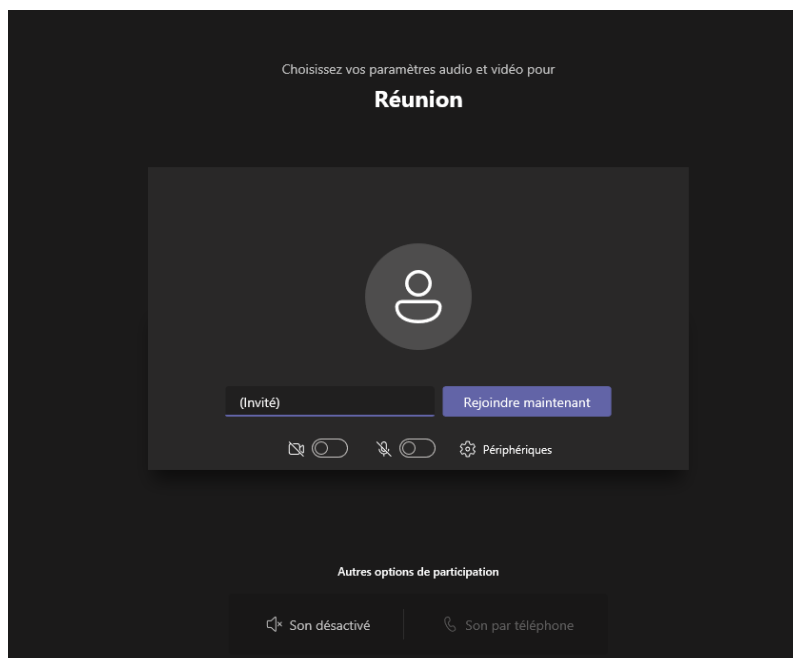 Choisissez vos paramètres audio et vidéo pour
Réunion
(Invité)
Rejoindre maintenant
Périphériques
Autres options de participation
Son désactivé
Son par téléphone